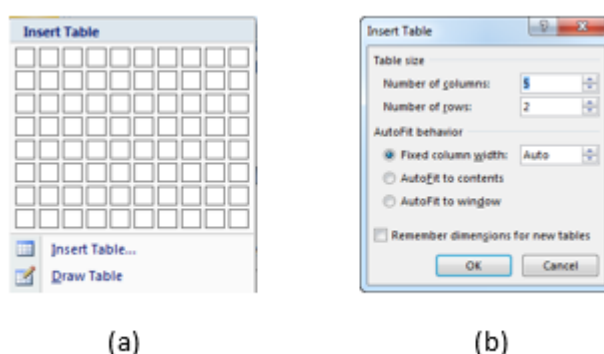 Insert Table
Insert Table...
Draw Table
(a)
Insert Table
Table size
Number of columns: 5
Number of rows: 2
AutoFit behavior
Fixed column width: Auto
AutoFit to contents
AutoFit to window
Remember dimensions for new tables
OK Cancel
(b)